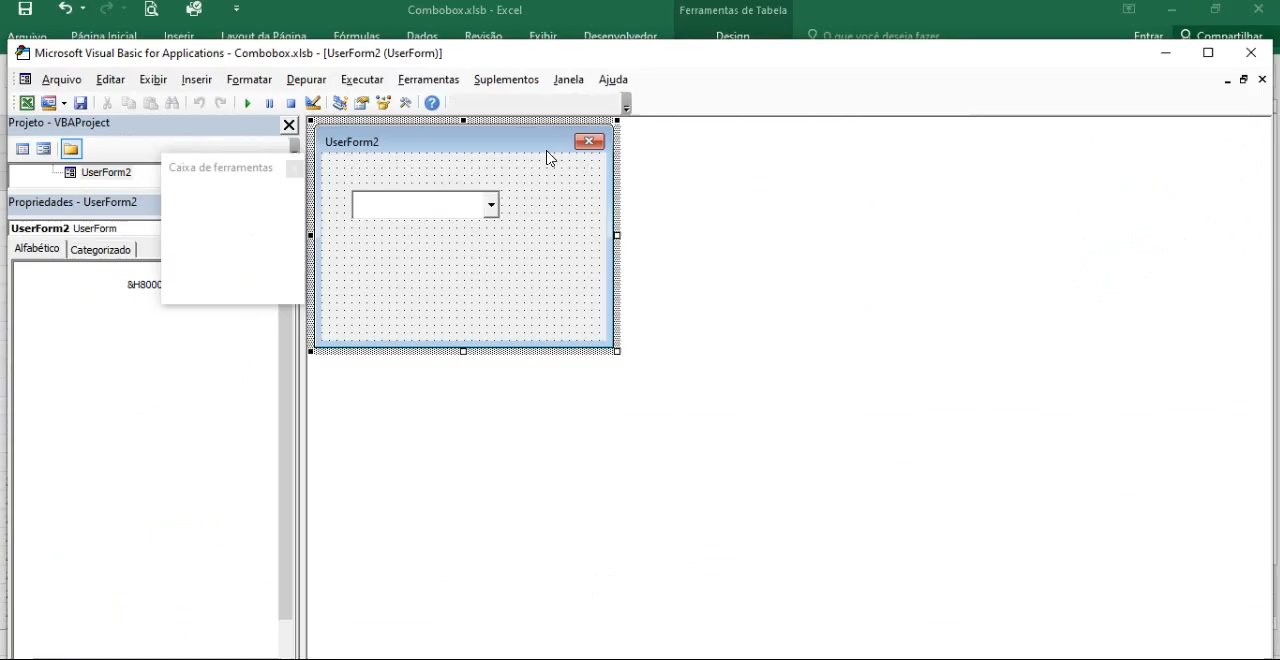 Combobox.xlsb - Excel
Ferramentas de Tabela
Arquivo Página Inicial Inserir Layout da Página Fórmulas Dados Revisão Exibir Desenvolvedor Design O que você deseja fazer Entrar Compartilhar
Microsoft Visual Basic for Applications - Combobox.xlsb - [UserForm2 (UserForm)]
Arquivo Editar Exibir Inserir Formatar Depurar Executar Ferramentas Suplementos Janela Ajuda
Projeto - VBAProject
UserForm2
Caixa de ferramentas
Propriedades - UserForm2
UserForm2 UserForm
Alfabético Categorizado
&H8000
UserForm2